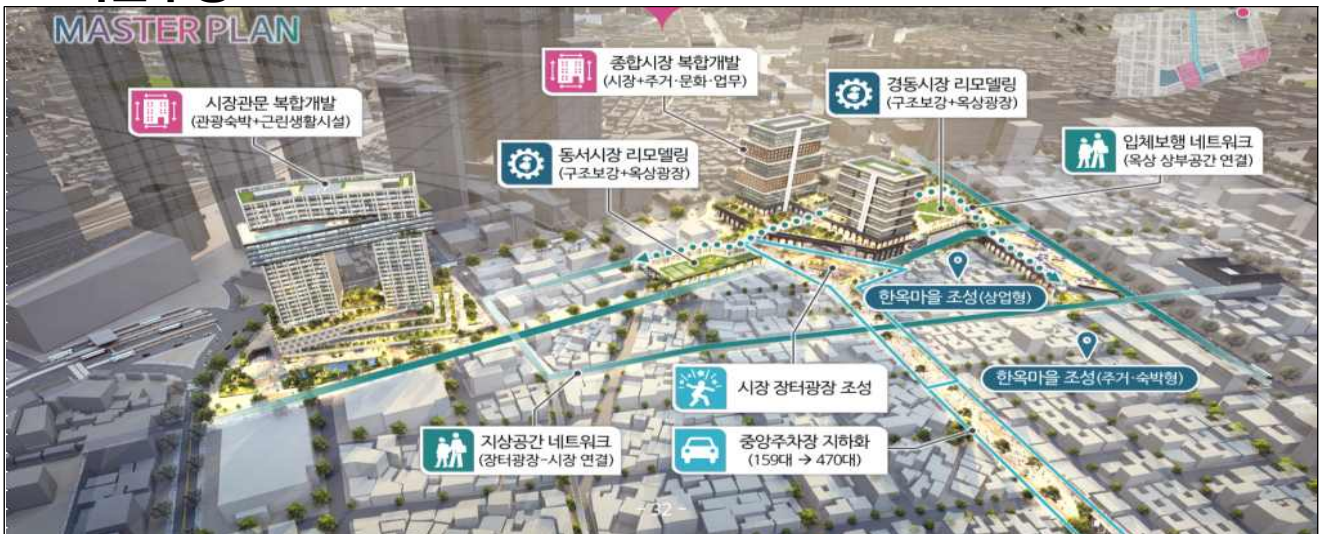 MASTER PLAN
종합시장 복합개발
(시장+주거·문화·업무)
경동시장 리모델링
(구조보강+옥상광장)
시장관문 복합개발
(관광숙박+근린생활시설)
동서시장 리모델링
(구조보강+옥상광장)
입체보행 네트워크
(옥상 상부공간 연결)
한옥마을 조성(상업형)
한옥마을 조성(주거·숙박형)
시장 장터광장 조성
지상공간 네트워크
(장터광장-시장 연결)
중앙주차장 지하화
(159대 → 470대)
- 32 -